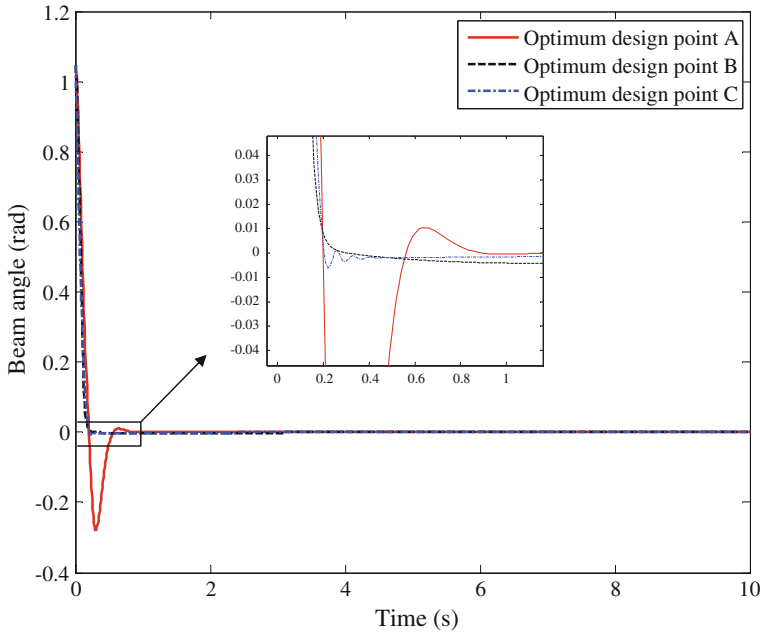 1.2
1
0.8
0.6
0.4
0.2
0
-0.2
-0.4
Beam angle (rad)
Optimum design point A
Optimum design point B
Optimum design point C
0.04
0.03
0.02
0.01
0
-0.01
-0.02
-0.03
-0.04
0 0.2 0.4 0.6 0.8 1
0 2 4 6 8 10
Time (s)